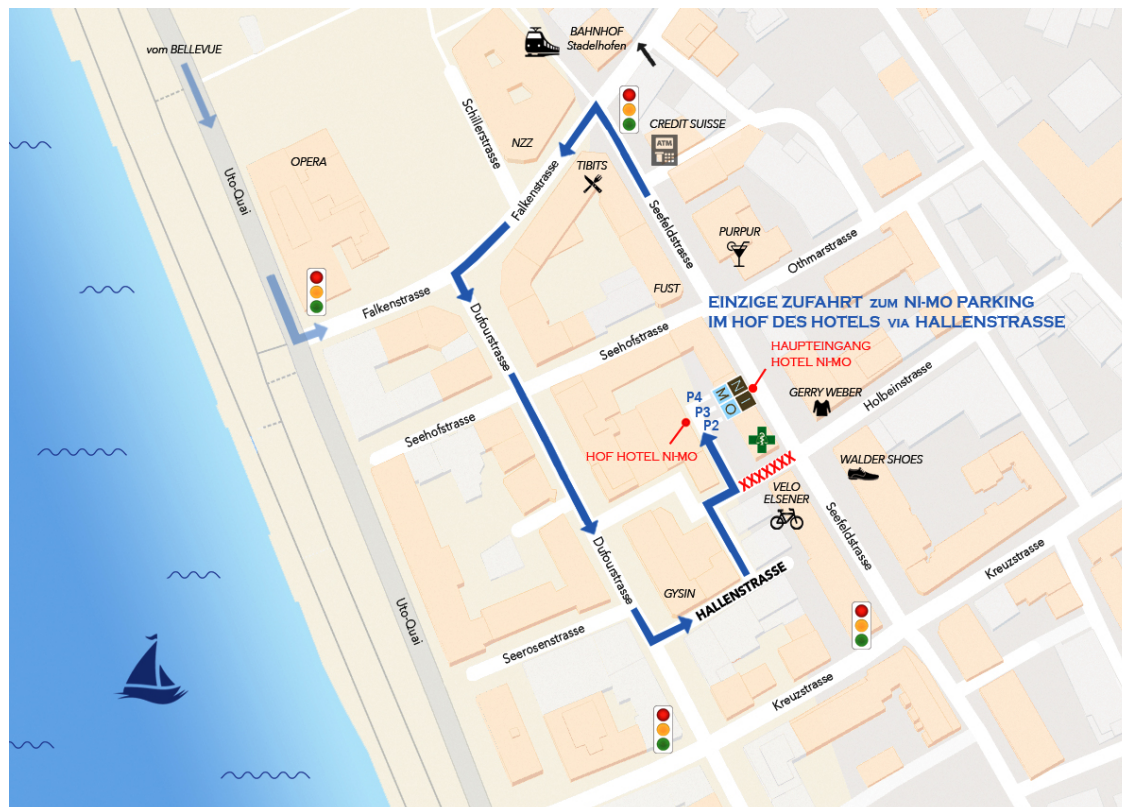 vom BELLEVUE
BAHNHOF
Stadelhofen
Schillerstrasse
NZZ
CREDIT SUISSE
ATM
OPERA
TIBITS
Uto-Quai
Falkenstrasse
Seefeldstrasse
PURPUR
Othmarstrasse
FUST
Falkenstrasse
EINZIGE ZUFAHRT ZUM NI-MO PARKING
IM HOF DES HOTELS VIA HALLENSTRASSE
Dufourstrasse
Seehofstrasse
HAUPTEINGANG
HOTEL NI-MO
NI
MO
P4
P3
P2
GERRY WEBER
Holbeinstrasse
Seehofstrasse
HOF HOTEL NI-MO
XXXXXXX
WALDER SHOES
VELO
ELSENER
Seefeldstrasse
Dufourstrasse
Kreuzstrasse
GYSIN
HALLENSTRASSE
Uto-Quai
Seerosenstrasse
Kreuzstrasse